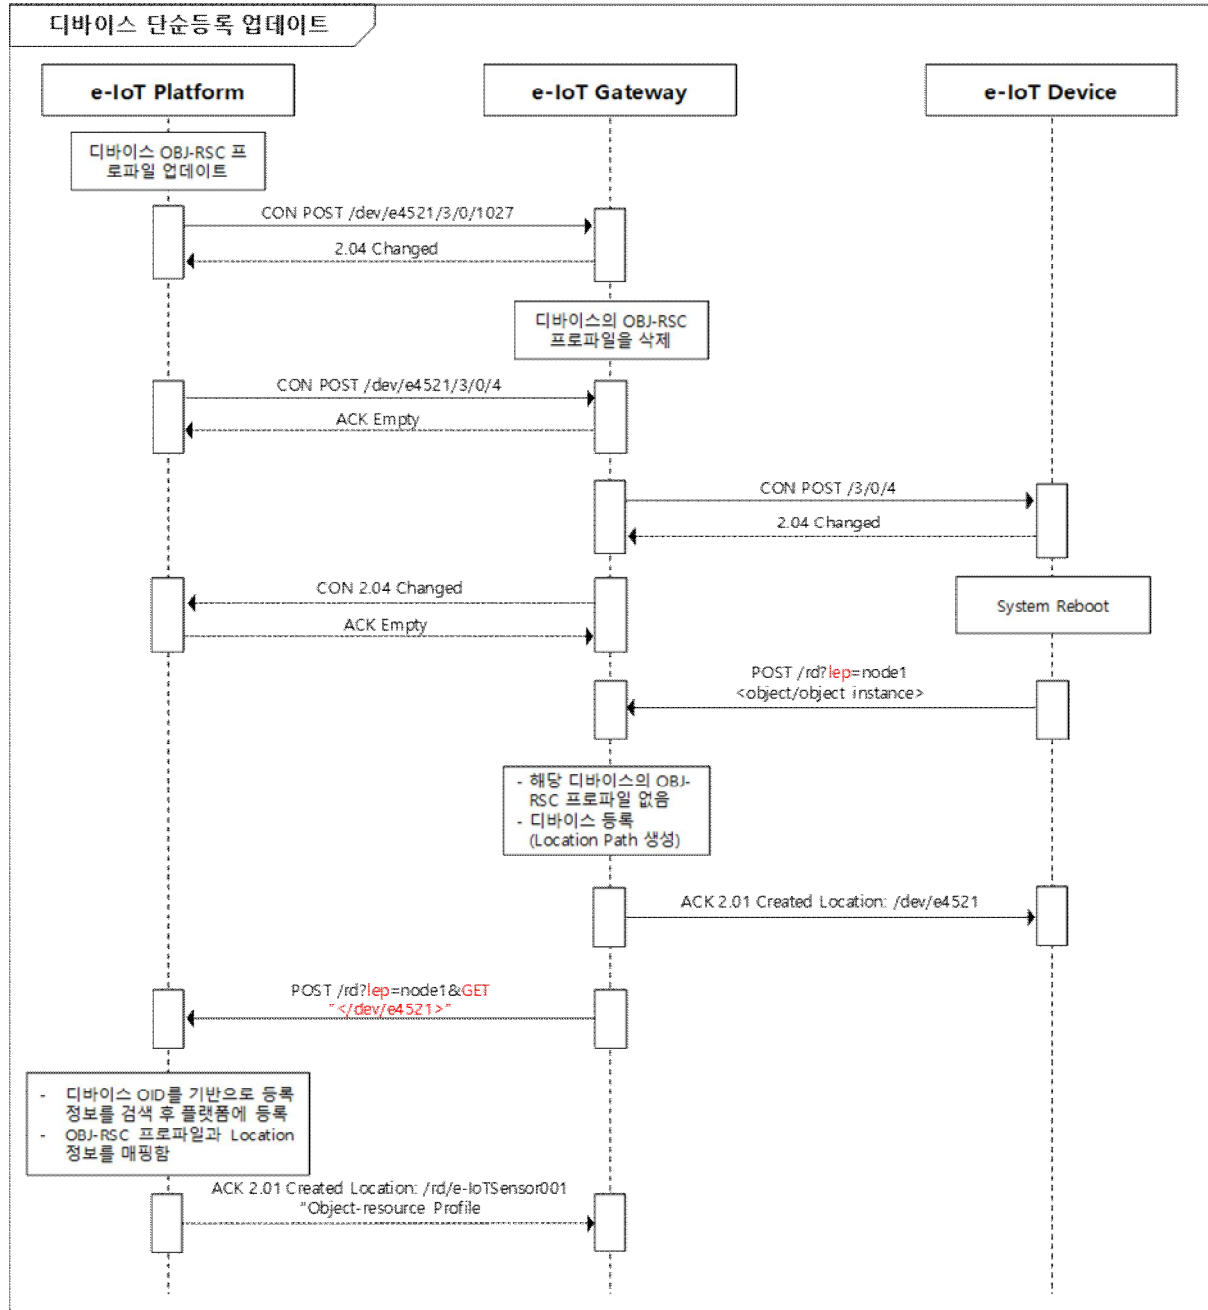 디바이스 단순등록 업데이트
e-IoT Platform
e-IoT Gateway
e-IoT Device
디바이스 OBJ-RSC 프
로파일 업데이트
CON POST /dev/e4521/3/0/1027
2.04 Changed
디바이스의 OBJ-RSC
프로파일을 삭제
CON POST /dev/e4521/3/0/4
ACK Empty
CON POST /3/0/4
2.04 Changed
CON 2.04 Changed
System Reboot
ACK Empty
POST /rd?lep=node1
<object/object instance>
- 해당 디바이스의 OBJ-
RSC 프로파일 없음
- 디바이스 등록
(Location Path 생성)
ACK 2.01 Created Location: /dev/e4521
POST /rd?lep=node1&GET
"</dev/e4521>"
- 디바이스 OID를 기반으로 등록
정보를 검색 후 플랫폼에 등록
- OBJ-RSC 프로파일과 Location
정보를 매핑함
ACK 2.01 Created Location: /rd/e-IoTSensor001
"Object-resource Profile